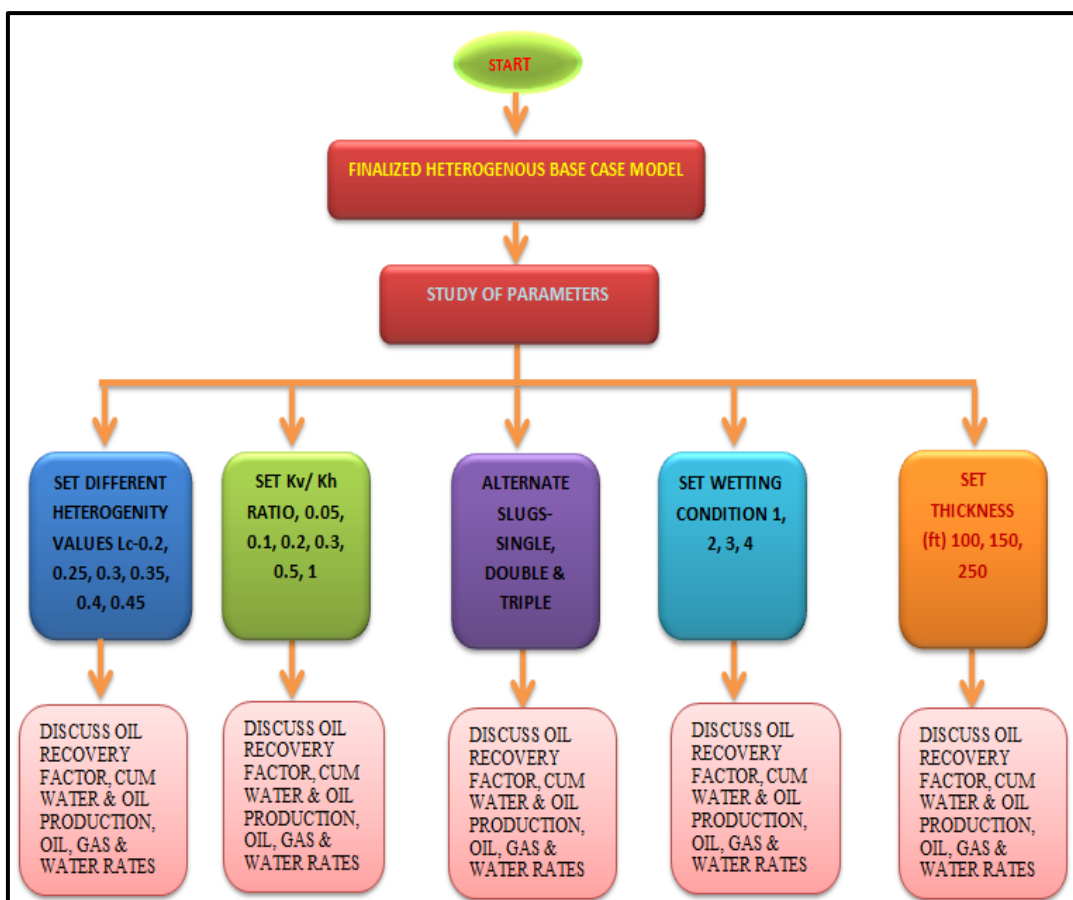 START
FINALIZED HETEROGENOUS BASE CASE MODEL
STUDY OF PARAMETERS
SET DIFFERENT
HETEROGENITY
VALUES Lc-0.2,
0.25, 0.3, 0.35,
0.4, 0.45
SET Kv/ Kh
RATIO, 0.05,
0.1, 0.2, 0.3,
0.5, 1
ALTERNATE
SLUGS-
SINGLE,
DOUBLE &
TRIPLE
SET WETTING
CONDITION 1,
2, 3, 4
SET
THICKNESS
(ft) 100, 150,
250
DISCUSS OIL
RECOVERY
FACTOR, CUM
WATER & OIL
PRODUCTION,
OIL, GAS &
WATER RATES
DISCUSS OIL
RECOVERY
FACTOR, CUM
WATER & OIL
PRODUCTION,
OIL, GAS &
WATER RATES
DISCUSS OIL
RECOVERY
FACTOR, CUM
WATER & OIL
PRODUCTION,
OIL, GAS &
WATER RATES
DISCUSS OIL
RECOVERY
FACTOR, CUM
WATER & OIL
PRODUCTION,
OIL, GAS &
WATER RATES
DISCUSS OIL
RECOVERY
FACTOR, CUM
WATER & OIL
PRODUCTION,
OIL, GAS &
WATER RATES